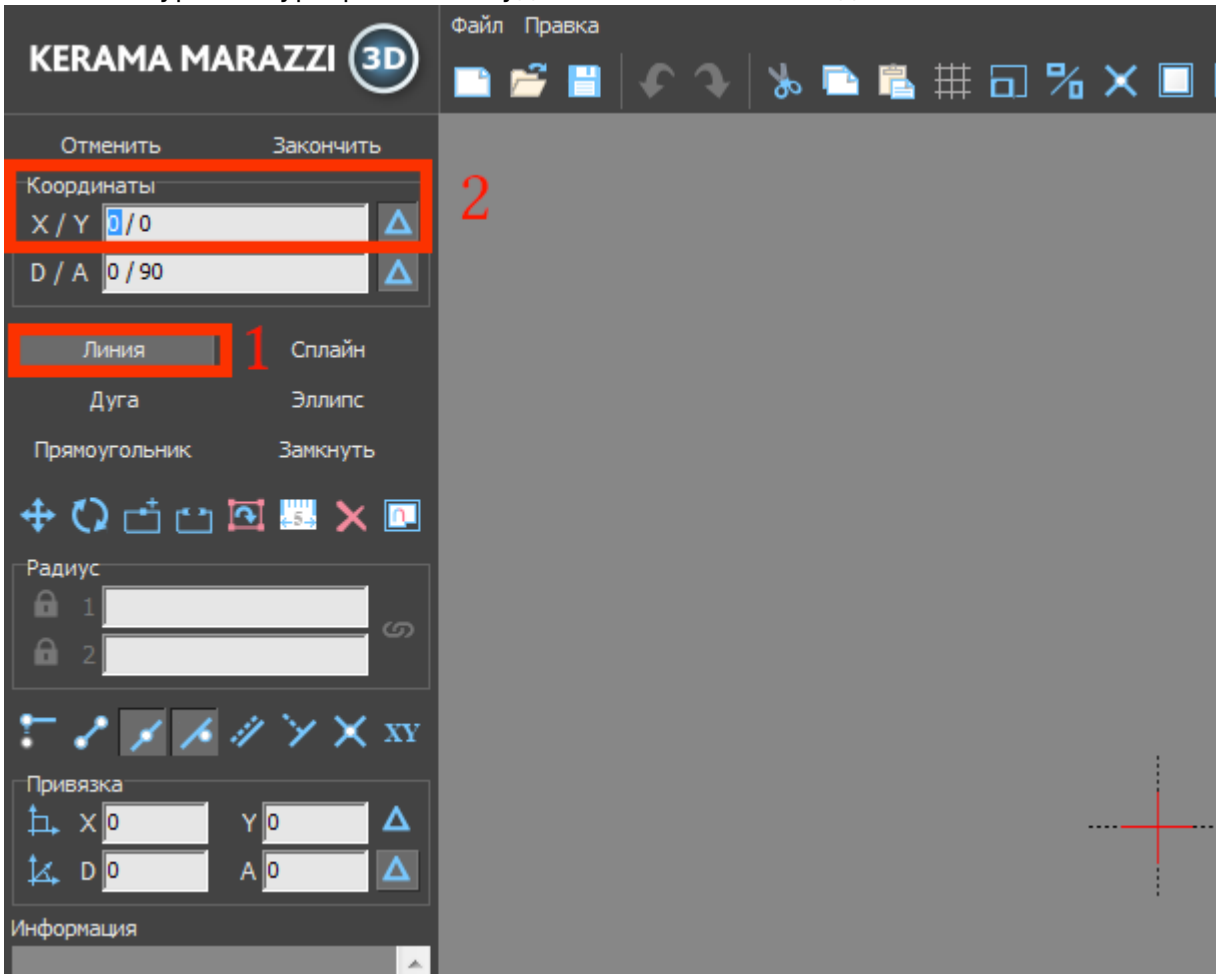 KERAMA MARAZZI 3D
Файл Правка
Отменить Закончить
Координаты
X / Y 0 / 0
2
D / A 0 / 90
Линия
1
Сплайн
Дуга Эллипс
Прямоугольник Замкнуть
5
Радиус
1
2
XY
Привязка
X 0 Y 0
D 0 A 0
Информация